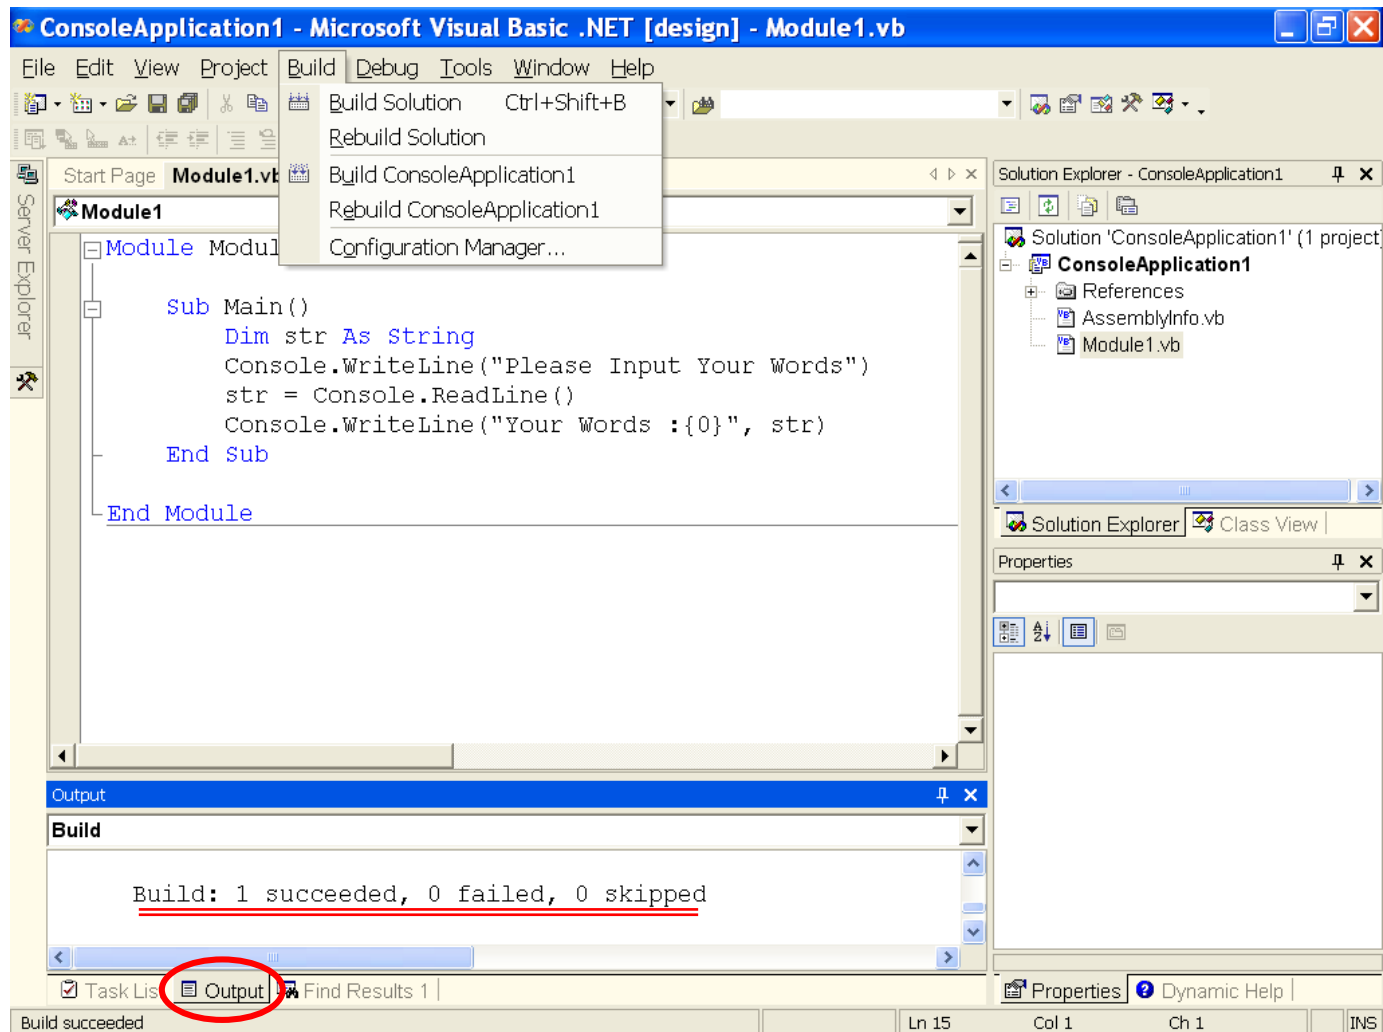 ConsoleApplication1 - Microsoft Visual Basic .NET [design] - Module1.vb
File Edit View Project Build Debug Tools Window Help
Build Solution Ctrl+Shift+B
Rebuild Solution
Build ConsoleApplication1
Rebuild ConsoleApplication1
Configuration Manager...
Start Page Module1.vb
Module1
Server Explorer
Module Modul
Sub Main()
Dim str As String
Console.WriteLine("Please Input Your Words")
str = Console.ReadLine()
Console.WriteLine("Your Words :{0}", str)
End Sub
End Module
Solution Explorer - ConsoleApplication1
Solution 'ConsoleApplication1' (1 project)
ConsoleApplication1
References
AssemblyInfo.vb
Module1.vb
Solution Explorer Class View
Properties
Output
Build
Build: 1 succeeded, 0 failed, 0 skipped
Task Lis Output Find Results 1
Properties Dynamic Help
Build succeeded Ln 15 Col 1 Ch 1 INS